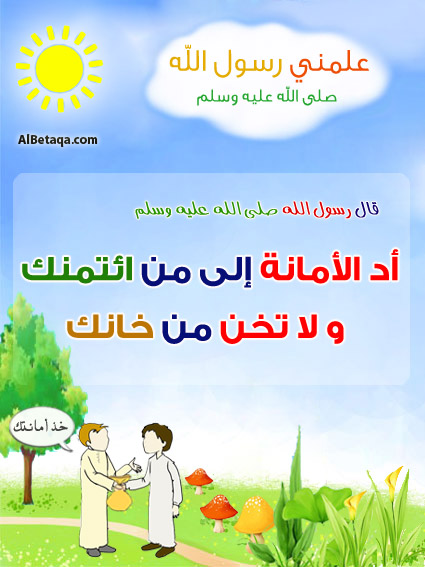 علمني رسول الله
صلى الله عليه وسلم
AlBetaqa.com
قال رسول الله صلى الله عليه وسلم
أد الأمانة إلى من ائتمنك
و لا تخن من خانك
خذ أمانتك